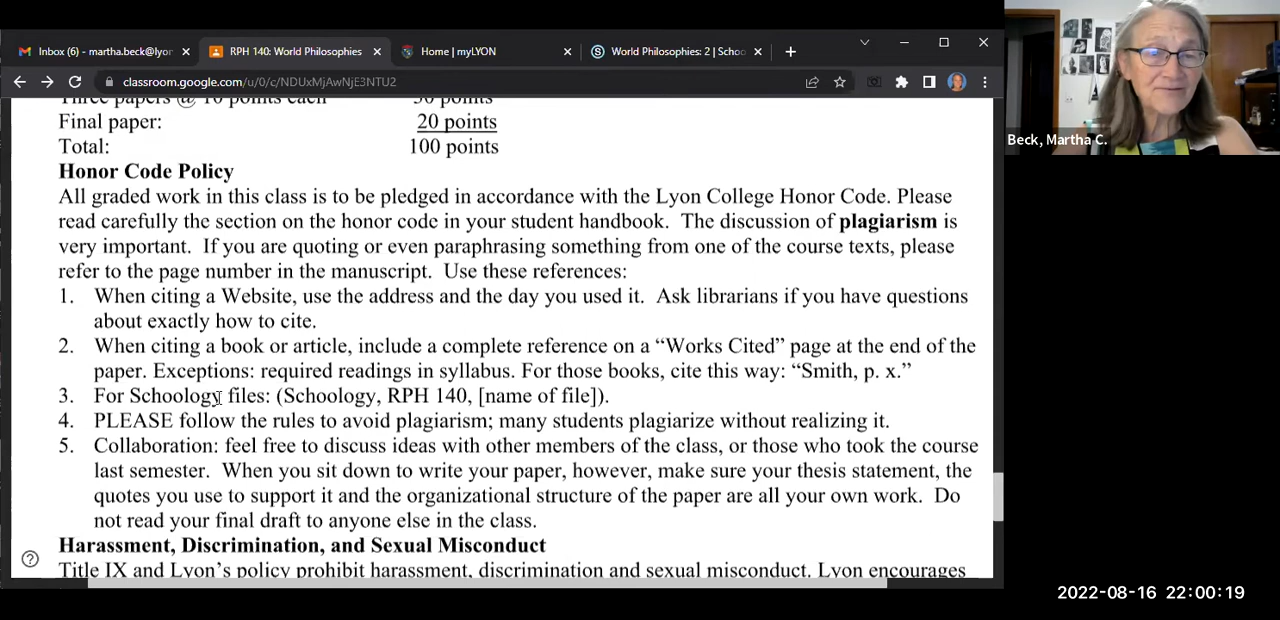 Inbox (6) - martha.beck@lyor
RPH 140: World Philosophies
Home | myLYON
World Philosophies: 2 | Schoo
classroom.google.com/u/0/c/NDUxMjAwNjE3NTU2
Beck, Martha C.
Three papers @ 10 points each 30 points
Final paper: 20 points
Total: 100 points
Honor Code Policy
All graded work in this class is to be pledged in accordance with the Lyon College Honor Code. Please
read carefully the section on the honor code in your student handbook. The discussion of plagiarism is
very important. If you are quoting or even paraphrasing something from one of the course texts, please
refer to the page number in the manuscript. Use these references:
1. When citing a Website, use the address and the day you used it. Ask librarians if you have questions
about exactly how to cite.
2. When citing a book or article, include a complete reference on a “Works Cited” page at the end of the
paper. Exceptions: required readings in syllabus. For those books, cite this way: “Smith, p. x.”
3. For Schoology files: (Schoology, RPH 140, [name of file]).
4. PLEASE follow the rules to avoid plagiarism; many students plagiarize without realizing it.
5. Collaboration: feel free to discuss ideas with other members of the class, or those who took the course
last semester. When you sit down to write your paper, however, make sure your thesis statement, the
quotes you use to support it and the organizational structure of the paper are all your own work. Do
not read your final draft to anyone else in the class.
Harassment, Discrimination, and Sexual Misconduct
Title IX and Lyon’s policy prohibit harassment, discrimination and sexual misconduct. Lyon encourages
2022-08-16 22:00:19